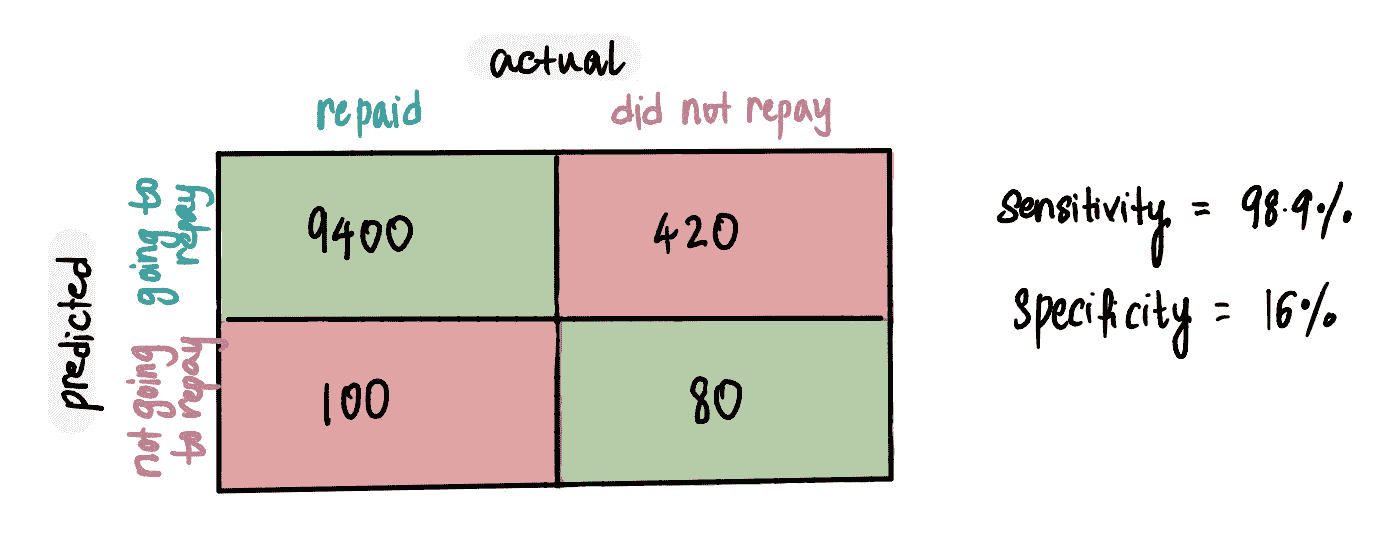 actual
repaid
did not repay
predicted
going to
repay
9400
420
not going
to repay
100
80
sensitivity = 98.9%
specificity = 16%